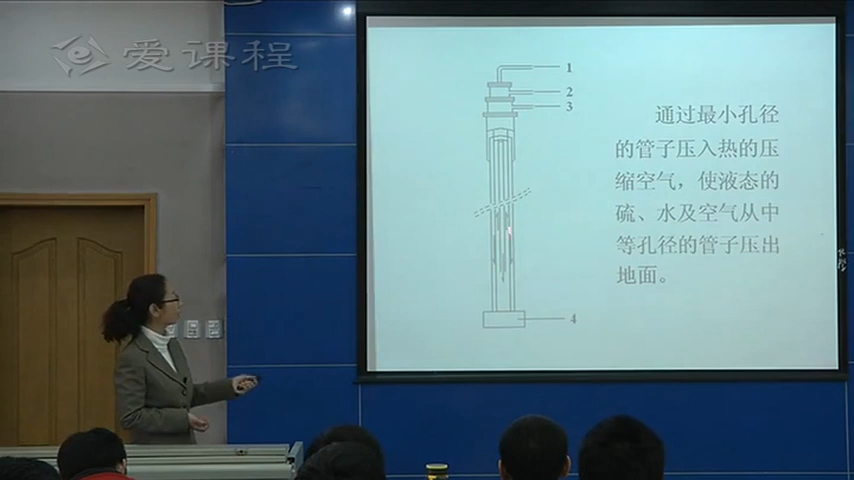 爱课程
1
2
3
通过最小孔径
的管子压入热的压
缩空气，使液态的
硫、水及空气从中
等孔径的管子压出
地面。
4